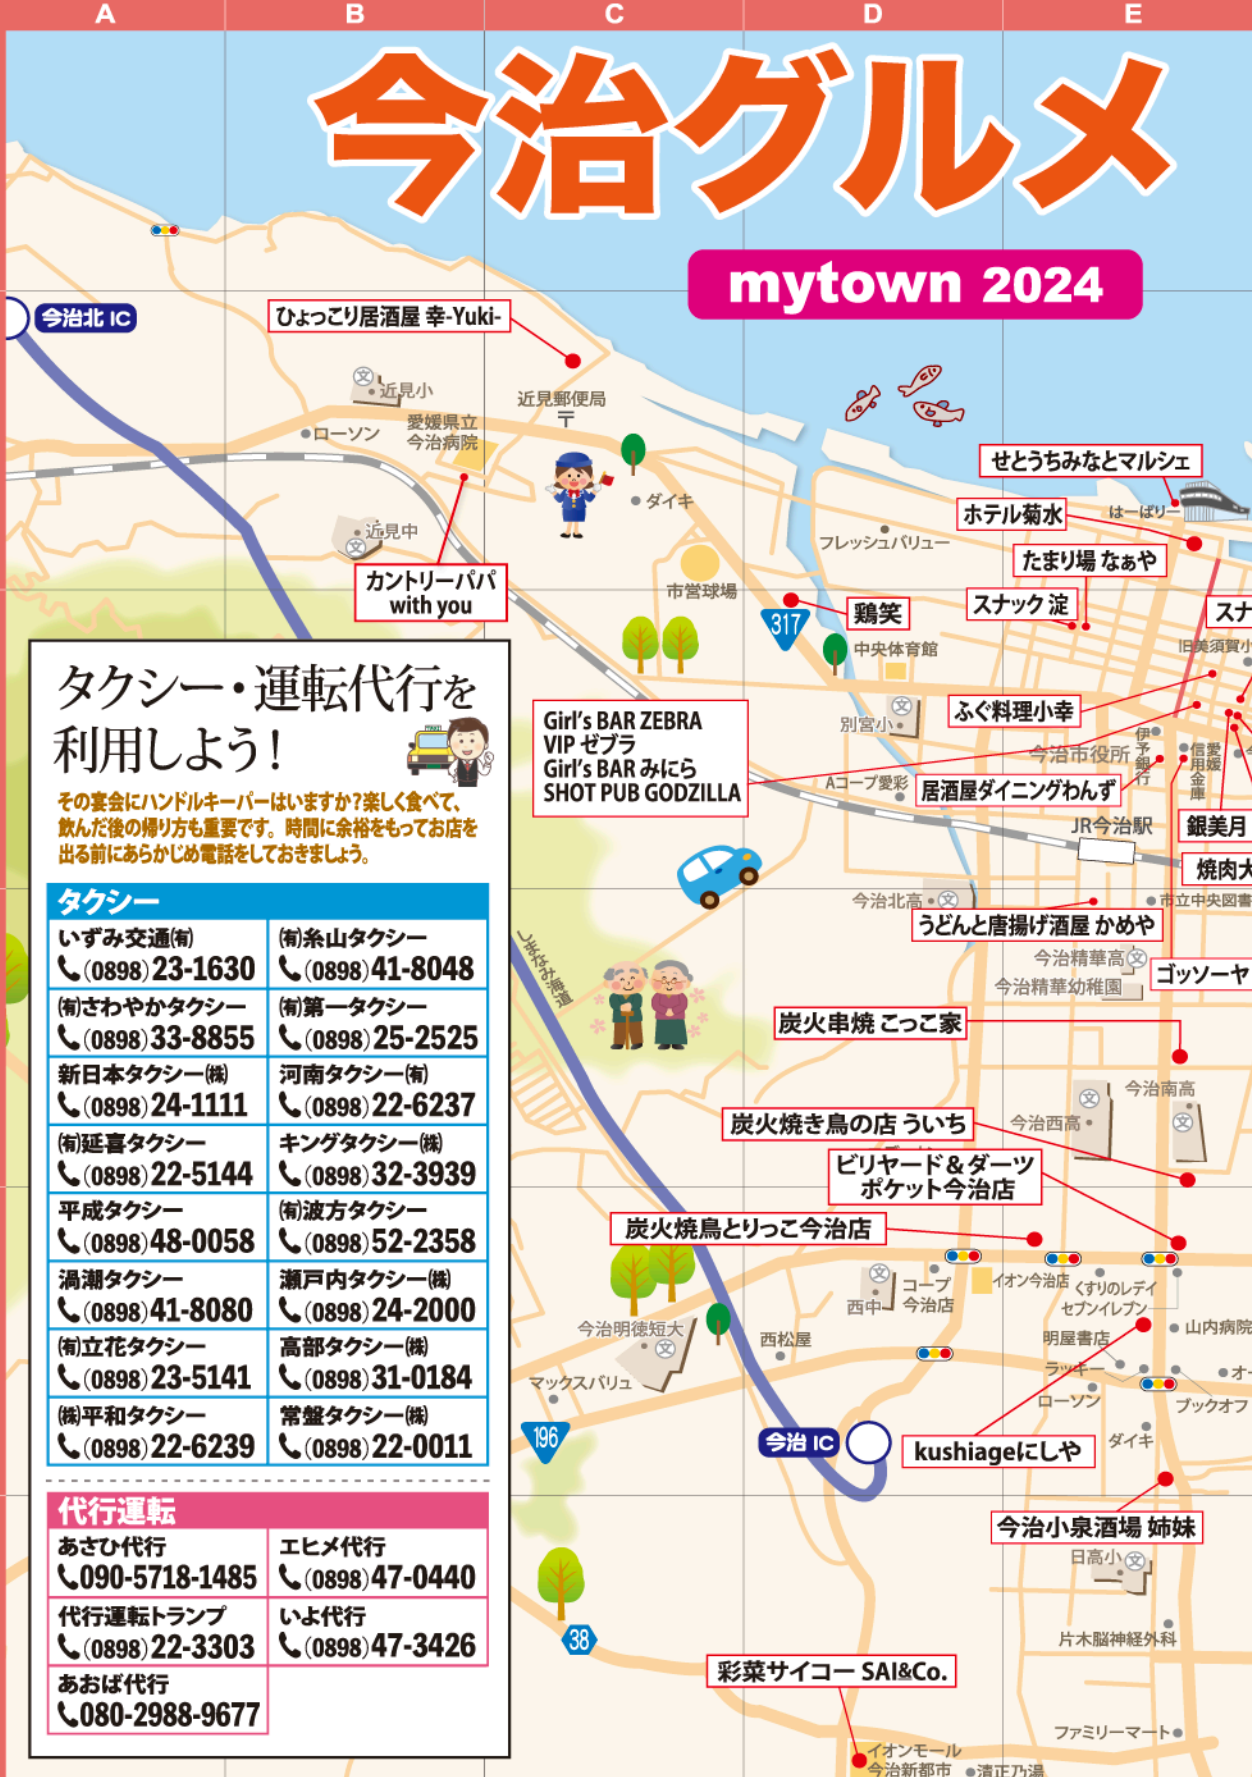 A B C D E
今治グルメ
mytown 2024
今治北 IC
ひょっこり居酒屋 幸-Yuki-
近見小
近見郵便局
愛媛県立
今治病院
ローソン
ダイキ
せとうちみなとマルシェ
はーばりー
ホテル菊水
近見中
フレッシュバリュー
たまり場 なぁや
カントリーパパ
with you
市営球場
スナック 淀
鶏笑
317
スナ
中央体育館
旧美須賀小
Girl's BAR ZEBRA
VIP ゼブラ
Girl's BAR みにら
SHOT PUB GODZILLA
別宮小
ふぐ料理小幸
今治市役所
伊予銀行
愛媛
信用金庫
Aコープ愛彩
居酒屋ダイニングわんず
JR今治駅
銀美月
焼肉大
今治北高
市立中央図書
うどんと唐揚げ酒屋 かめや
しまなみ海道
今治精華高
今治精華幼稚園
ゴッソーヤ
炭火串焼 こっこ家
今治南高
今治西高
炭火焼き鳥の店 ういち
ビリヤード&ダーツ
ポケット今治店
炭火焼鳥とりっこ今治店
西中
コープ
今治店
イオン今治店
くすりのレデイ
セブンイレブン
今治明徳短大
西松屋
明屋書店
山内病院
マックスバリュ
ラッキー
オー
ローソン
ブックオフ
196
今治 IC
kushiageにしや
ダイキ
今治小泉酒場 姉妹
日高小
38
片木脳神経外科
彩菜サイコー SAI&Co.
ファミリーマート
イオンモール
今治新都市
清正乃湯
タクシー・運転代行を
利用しよう!
その宴会にハンドルキーパーはいますか?楽しく食べて、
飲んだ後の帰り方も重要です。時間に余裕をもってお店を
出る前にあらかじめ電話をしておきましょう。
タクシー
いずみ交通㈲
(0898)23-1630
㈲糸山タクシー
(0898)41-8048
㈲さわやかタクシー
(0898)33-8855
㈲第一タクシー
(0898)25-2525
新日本タクシー㈱
(0898)24-1111
河南タクシー㈲
(0898)22-6237
㈲延喜タクシー
(0898)22-5144
キングタクシー㈱
(0898)32-3939
平成タクシー
(0898)48-0058
㈲波方タクシー
(0898)52-2358
渦潮タクシー
(0898)41-8080
瀬戸内タクシー㈱
(0898)24-2000
㈲立花タクシー
(0898)23-5141
高部タクシー㈱
(0898)31-0184
㈱平和タクシー
(0898)22-6239
常盤タクシー㈱
(0898)22-0011
代行運転
あさひ代行
090-5718-1485
エヒメ代行
(0898)47-0440
代行運転トランプ
(0898)22-3303
いよ代行
(0898)47-3426
あおば代行
080-2988-9677